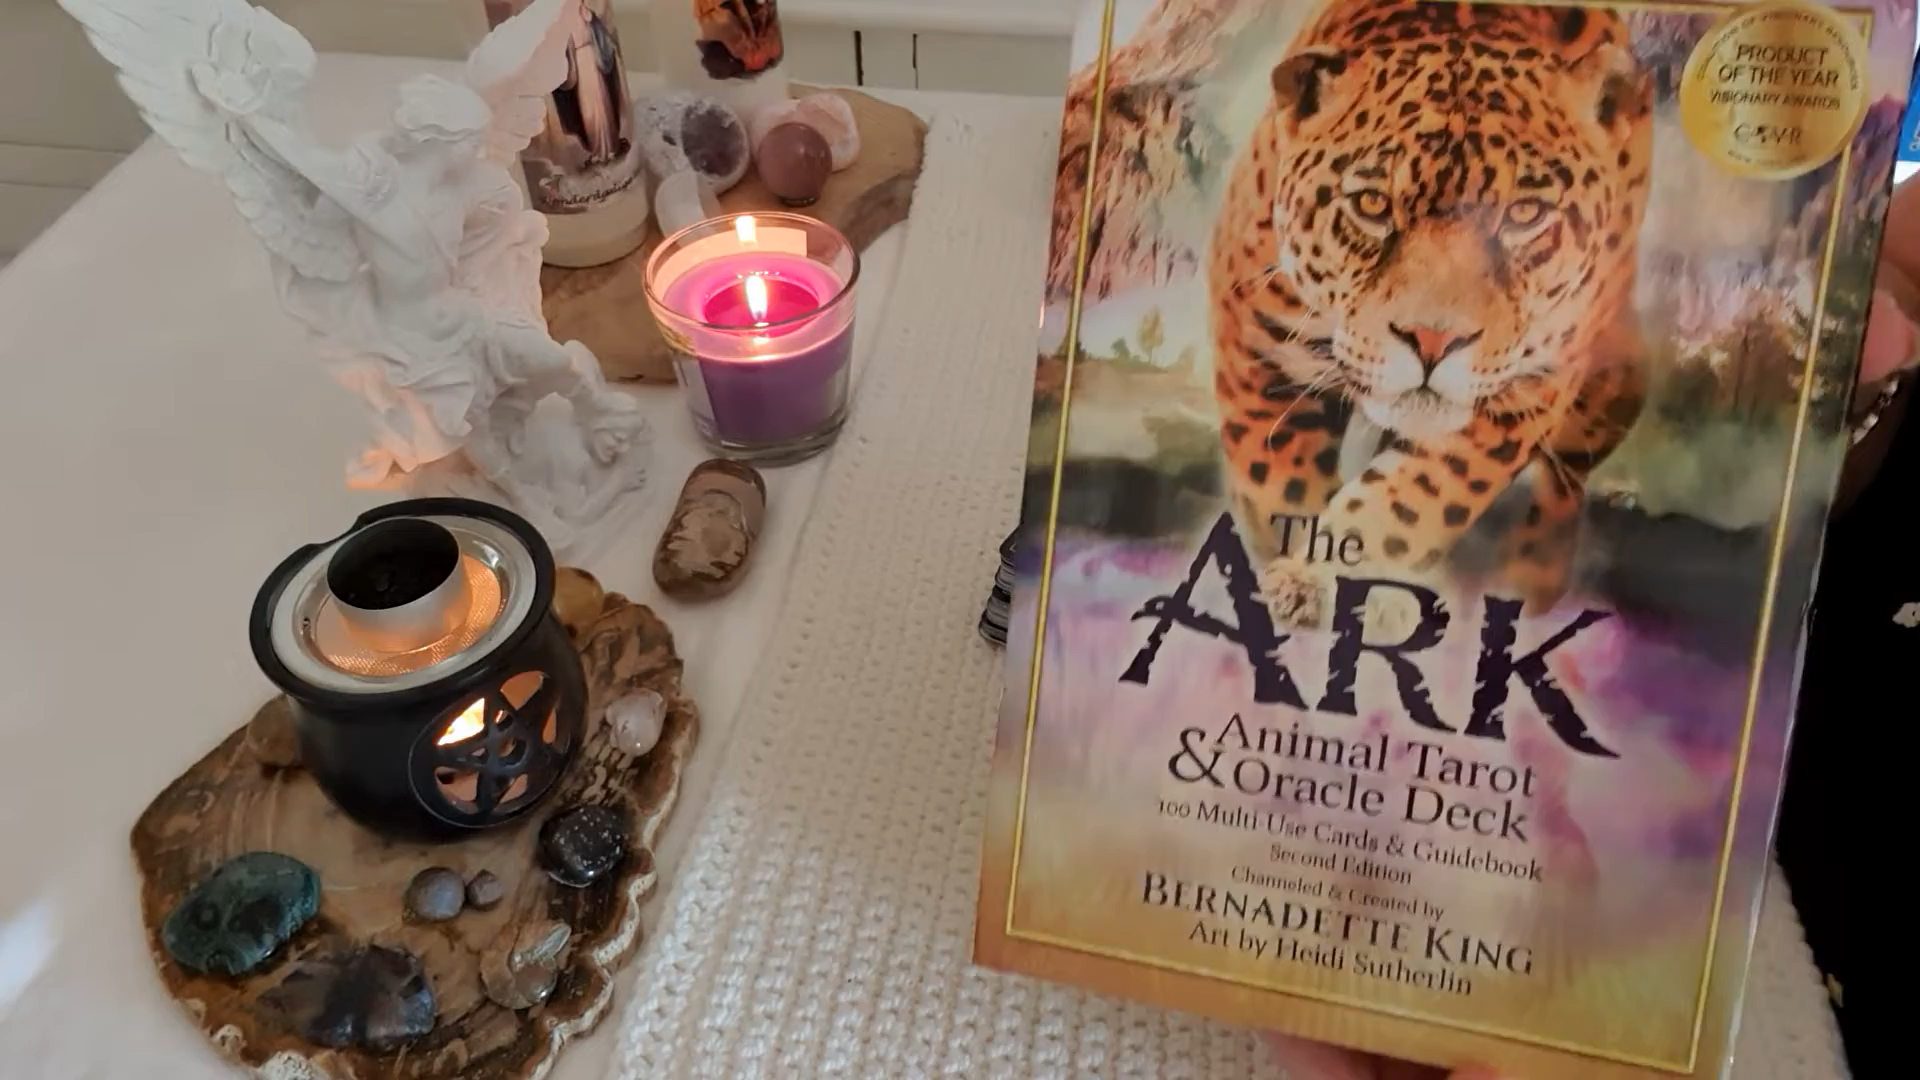 PRODUCT
OF THE YEAR
VISIONARY AWARDS
The
ARK
Animal Tarot
& Oracle Deck
100 Multi-Use Cards & Guidebook
Second Edition
Channeled & Created by
BERNADETTE KING
Art by Heidi Sutherlin